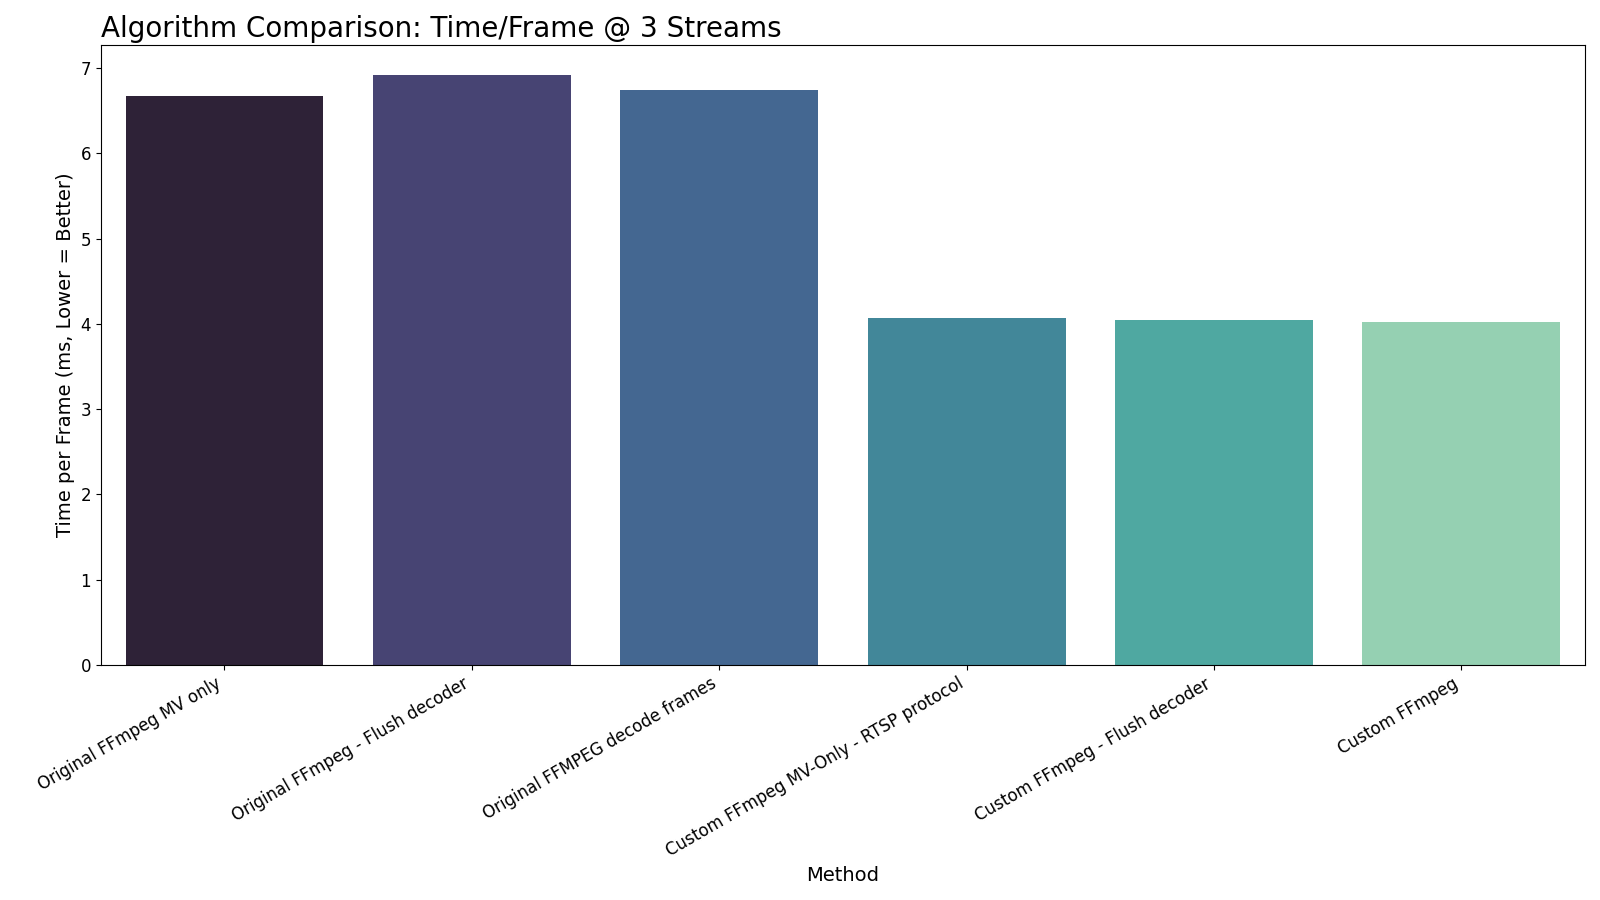 Algorithm Comparison: Time/Frame @ 3 Streams
Time per Frame (ms, Lower = Better)
7
6
5
4
3
2
1
0
Original FFmpeg MV only
Original FFmpeg - Flush decoder
Original FFMPEG decode frames
Custom FFmpeg MV-Only - RTSP protocol
Custom FFmpeg - Flush decoder
Custom FFmpeg
Method